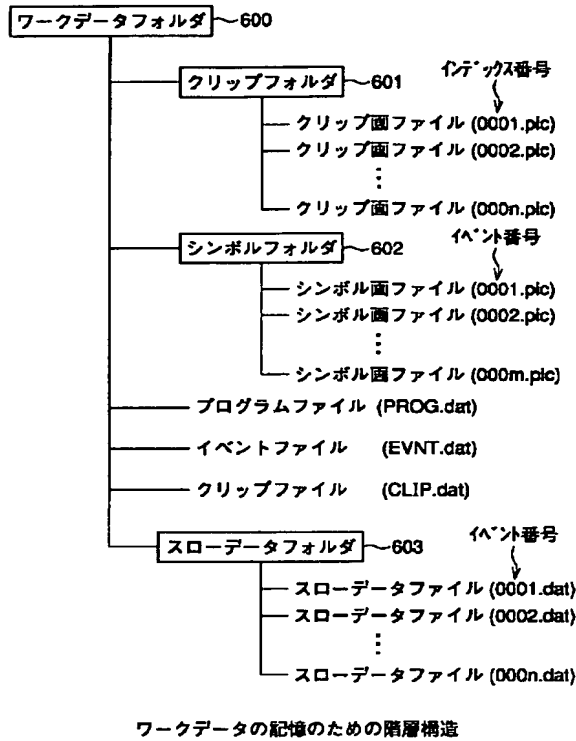 ワークデータフォルダ 600
クリップフォルダ 601
インデックス番号
クリップ画ファイル (0001.pic)
クリップ画ファイル (0002.pic)
⋮
クリップ画ファイル (000n.pic)
シンボルフォルダ 602
イベント番号
シンボル画ファイル (0001.pic)
シンボル画ファイル (0002.pic)
⋮
シンボル画ファイル (000m.pic)
プログラムファイル (PROG.dat)
イベントファイル (EVNT.dat)
クリップファイル (CLIP.dat)
スローデータフォルダ 603
イベント番号
スローデータファイル (0001.dat)
スローデータファイル (0002.dat)
⋮
スローデータファイル (000n.dat)
ワークデータの記憶のための階層構造